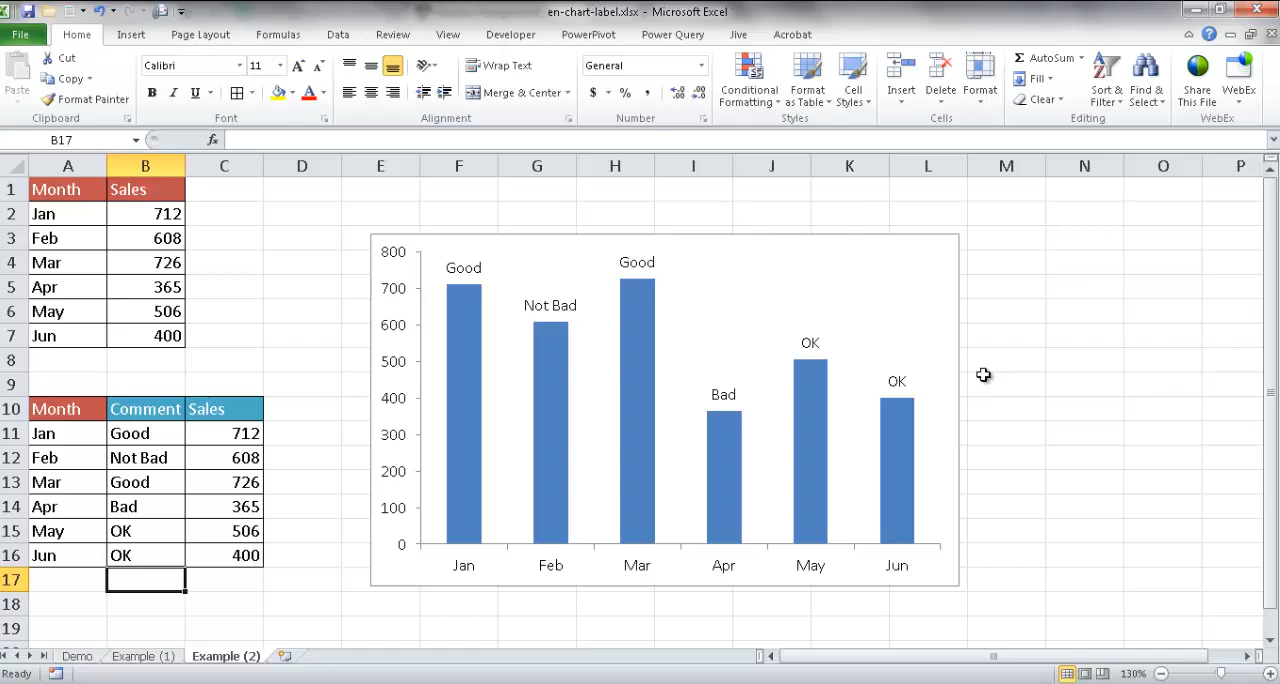 en-chart-label.xlsx - Microsoft Excel
File Home Insert Page Layout Formulas Data Review View Developer PowerPivot Power Query Jive Acrobat
Paste Cut Calibri 11 Wrap Text General Conditional Formatting Format as Table Cell Styles Insert Delete Format AutoSum Sort & Filter Find & Select Share This File WebEx
Copy Fill
Format Painter B I U A Merge & Center $ % , Clear
Clipboard Font Alignment Number Styles Cells Editing WebEx
B17 fx
A B C D E F G H I J K L M N O P
1 Month Sales
2 Jan 712
3 Feb 608
4 Mar 726
5 Apr 365
6 May 506
7 Jun 400
8
9
10 Month Comment Sales
11 Jan Good 712
12 Feb Not Bad 608
13 Mar Good 726
14 Apr Bad 365
15 May OK 506
16 Jun OK 400
17
18
19
800
700
600
500
400
300
200
100
0
Good Not Bad Good Bad OK OK
Jan Feb Mar Apr May Jun
Demo Example (1) Example (2)
Ready 130%